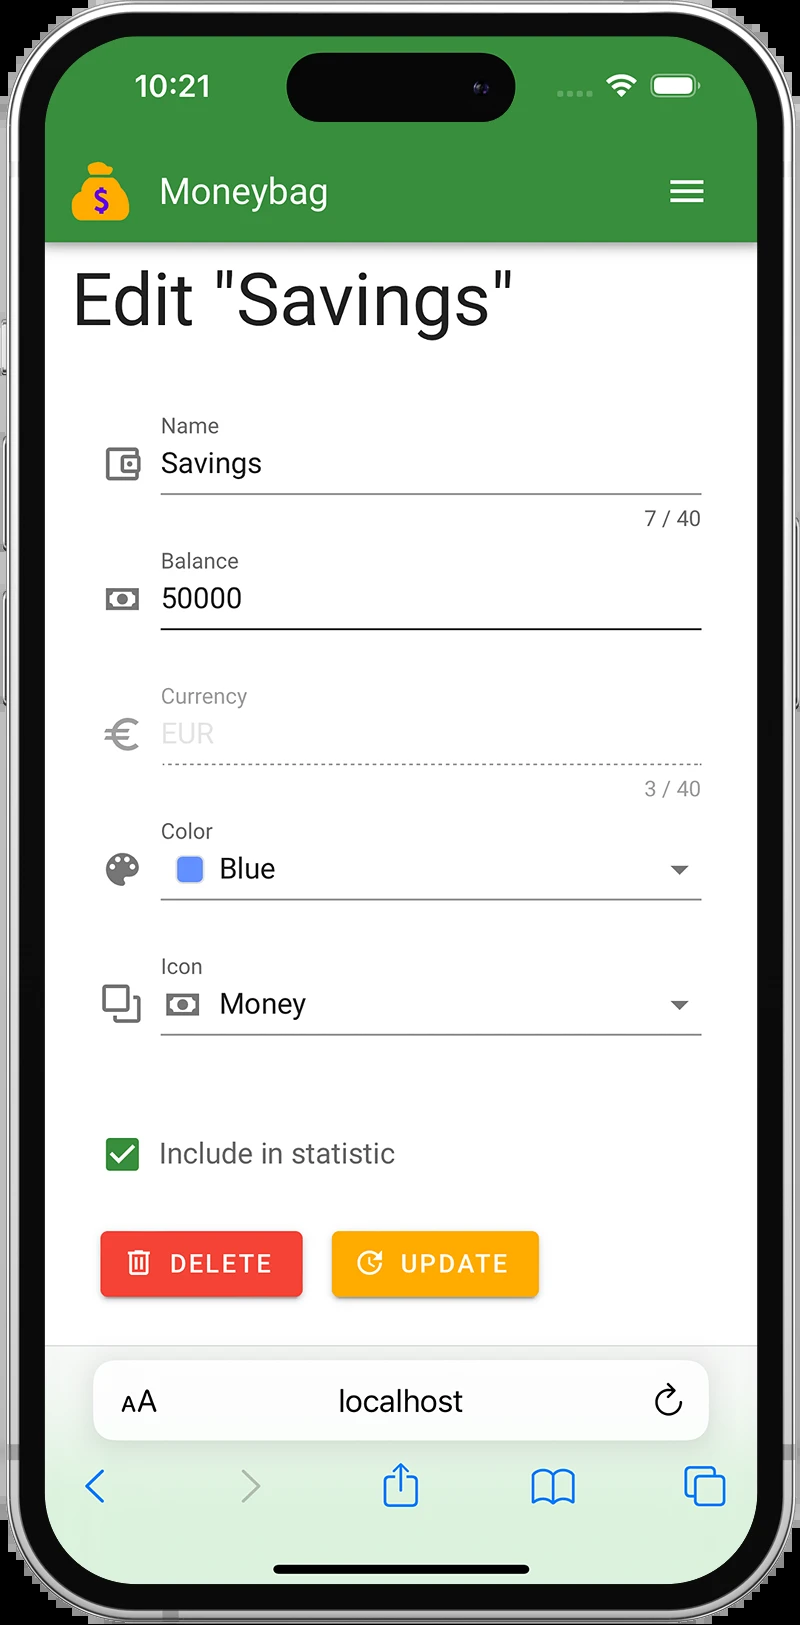 10:21
$ Moneybag
Edit "Savings"
Name
Savings
7 / 40
Balance
50000
Currency
€ EUR
3 / 40
Color
Blue
Icon
Money
Include in statistic
DELETE UPDATE
AA localhost